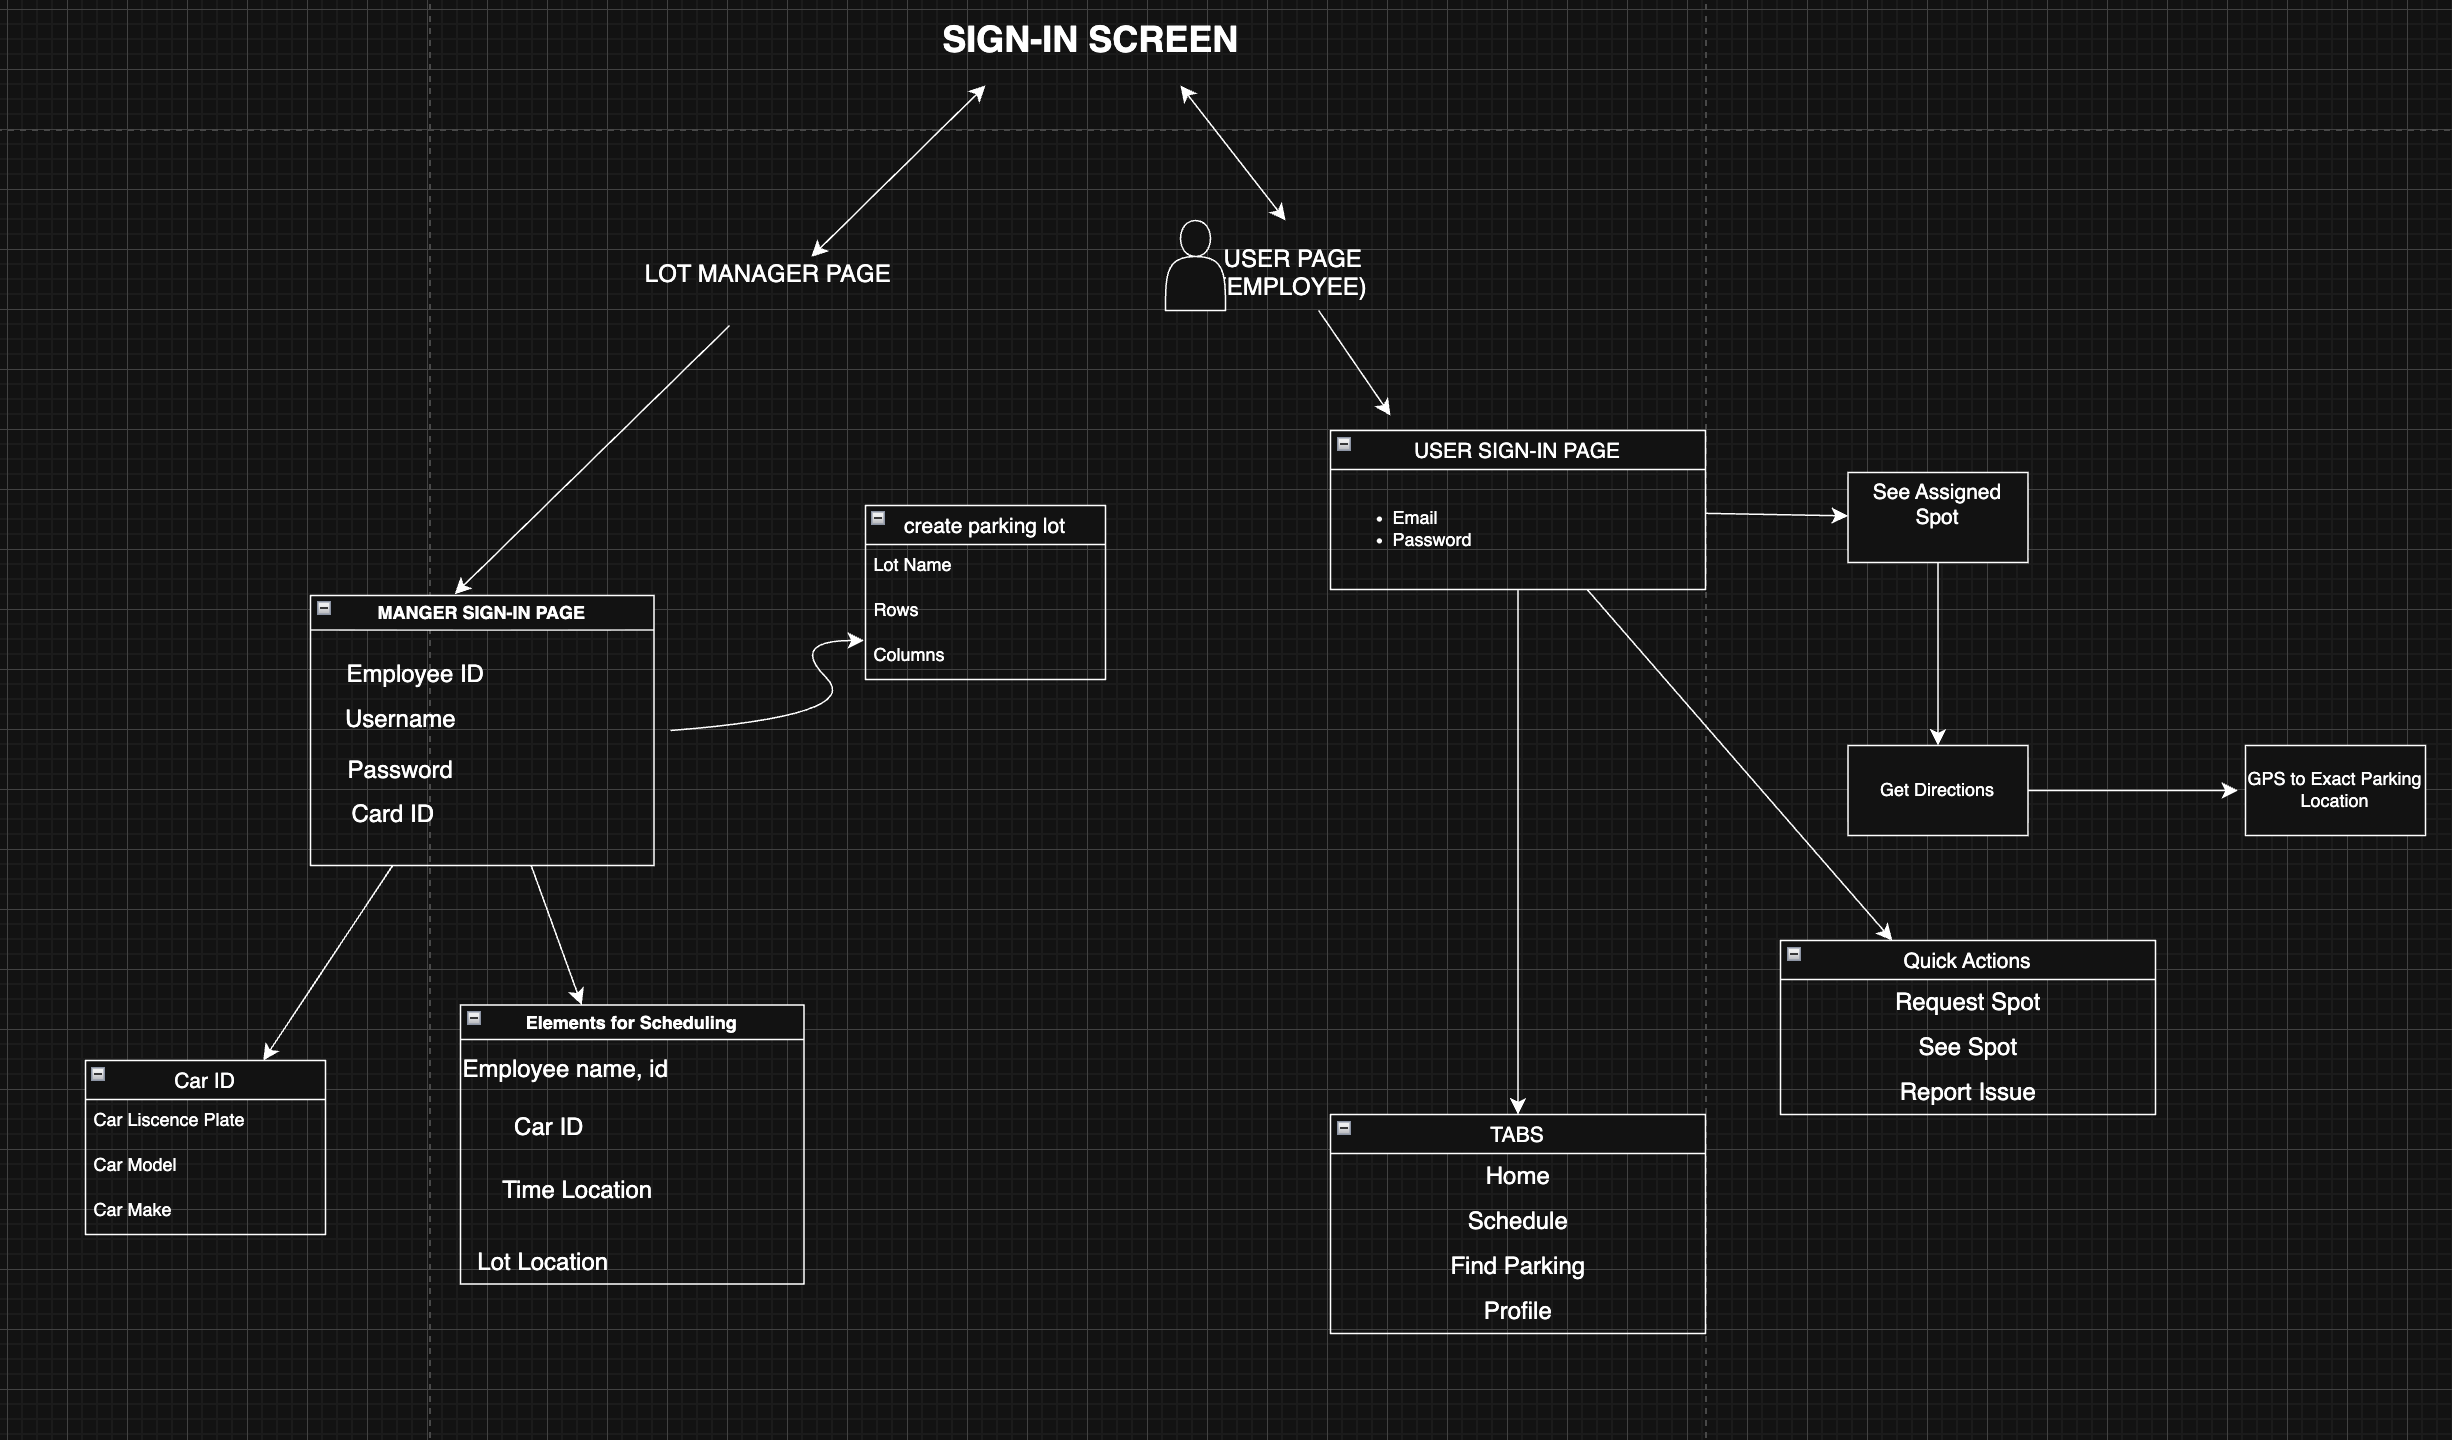 SIGN-IN SCREEN
LOT MANAGER PAGE
USER PAGE
EMPLOYEE)
USER SIGN-IN PAGE
• Email
• Password
See Assigned
Spot
create parking lot
Lot Name
Rows
Columns
MANGER SIGN-IN PAGE
Employee ID
Username
Password
Card ID
Get Directions
GPS to Exact Parking
Location
Quick Actions
Request Spot
See Spot
Report Issue
Elements for Scheduling
Employee name, id
Car ID
Time Location
Lot Location
Car ID
Car Liscence Plate
Car Model
Car Make
TABS
Home
Schedule
Find Parking
Profile